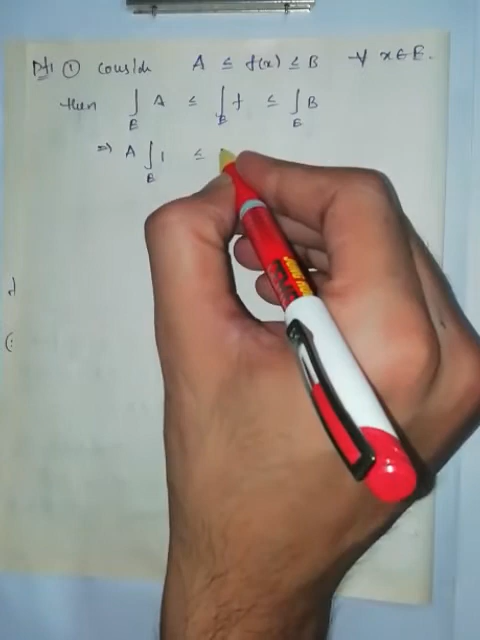 Pf:- ① Consider A ≤ f(x) ≤ B ∀ x ∈ E.
then ∫_E A ≤ ∫_E f ≤ ∫_E B
⇒ A ∫_E 1 ≤